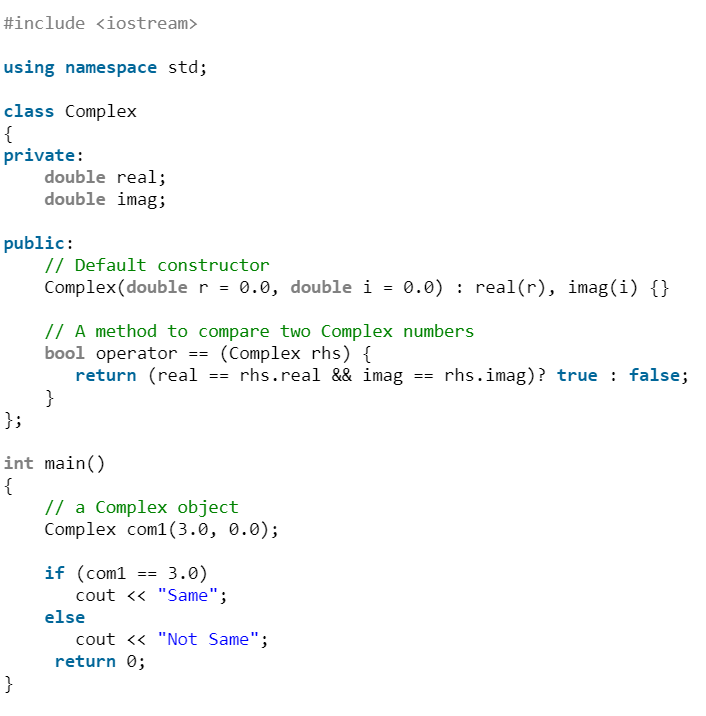 #include <iostream>
using namespace std;
class Complex
{
private:
    double real;
    double imag;
public:
    // Default constructor
    Complex(double r = 0.0, double i = 0.0) : real(r), imag(i) {}
    // A method to compare two Complex numbers
    bool operator == (Complex rhs) {
       return (real == rhs.real && imag == rhs.imag)? true : false;
    }
};
int main()
{
    // a Complex object
    Complex com1(3.0, 0.0);
    if (com1 == 3.0)
       cout << "Same";
    else
       cout << "Not Same";
     return 0;
}